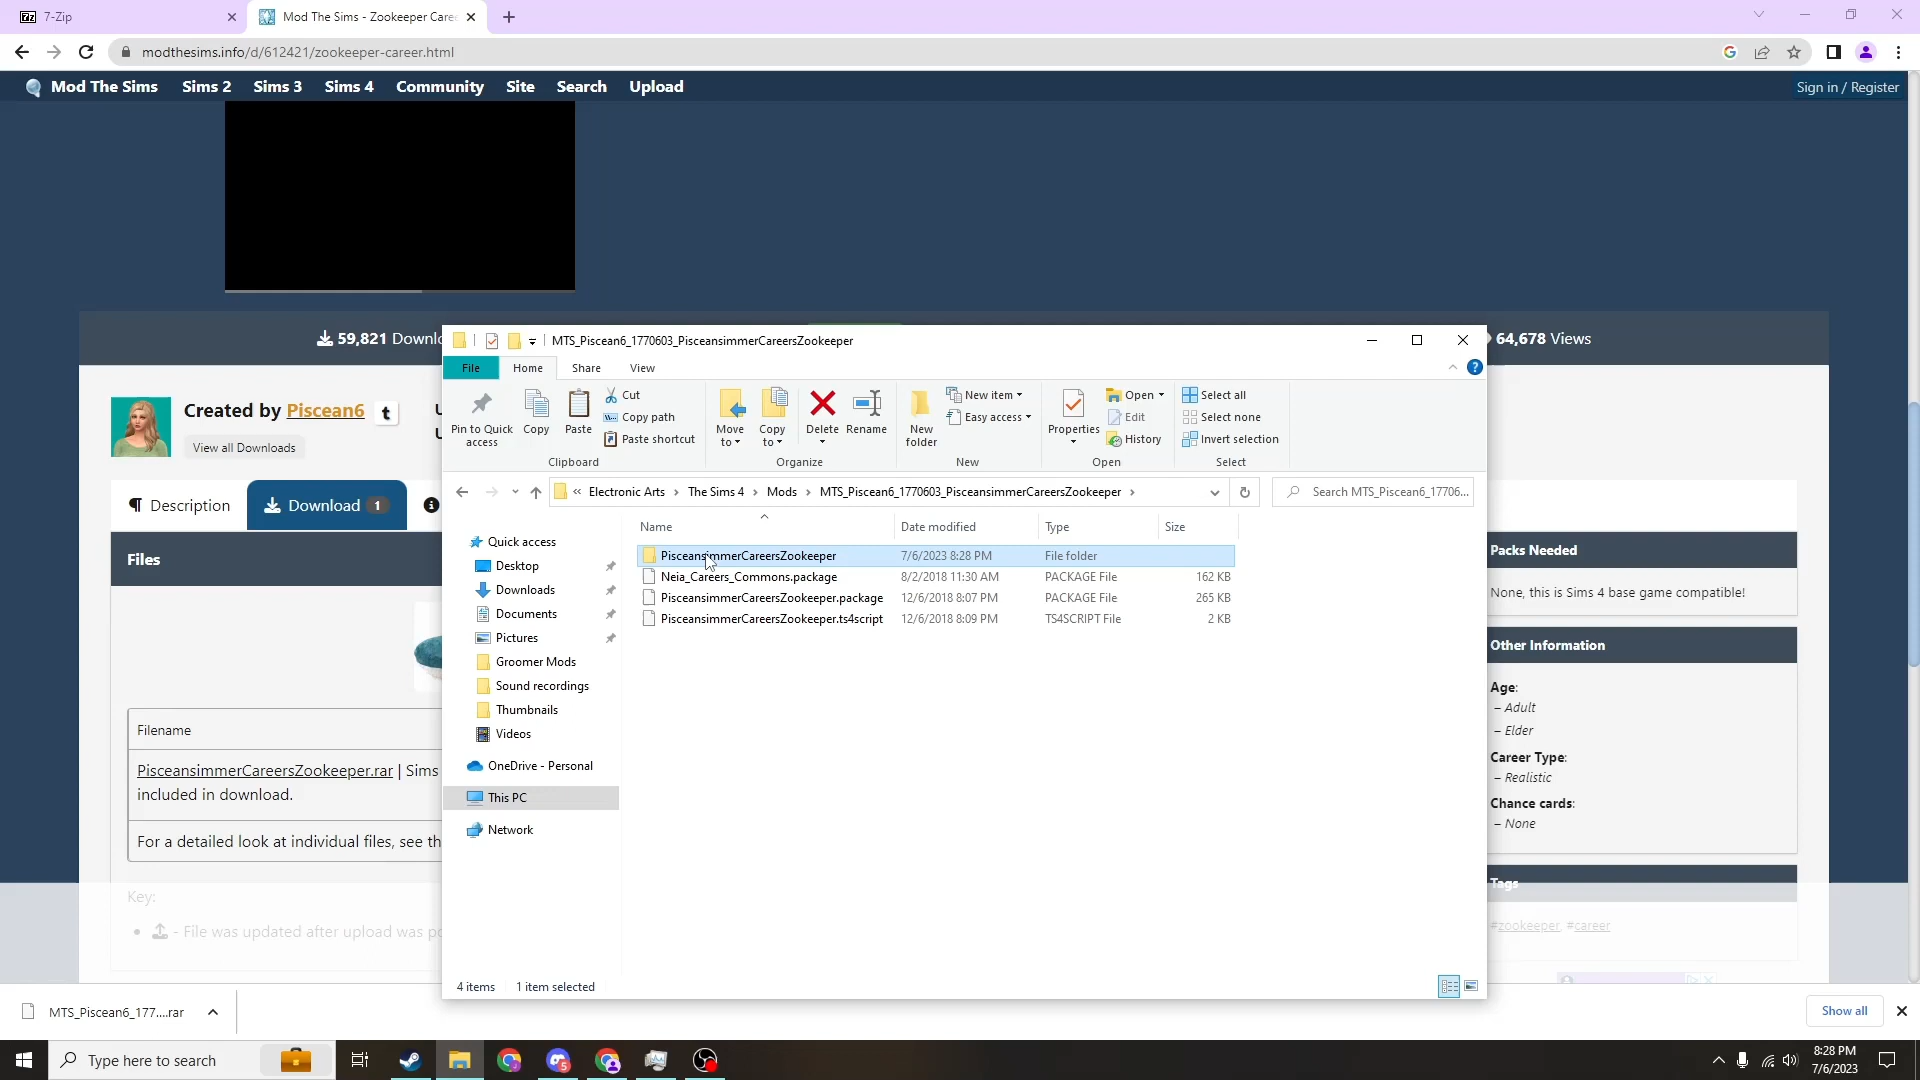 7-Zip
Mod The Sims - Zookeeper Caree
modthesims.info/d/612421/zookeeper-career.html
Mod The Sims Sims 2 Sims 3 Sims 4 Community Site Search Upload
Sign in / Register
59,821 Downlo
64,678 Views
MTS_Piscean6_1770603_PisceansimmerCareersZookeeper
File Home Share View
Pin to Quick access
Copy
Paste
Cut
Copy path
Paste shortcut
Clipboard
Move to
Copy to
Delete
Rename
Organize
New folder
New item
Easy access
New
Properties
Open
Edit
History
Open
Select all
Select none
Invert selection
Select
« Electronic Arts › The Sims 4 › Mods › MTS_Piscean6_1770603_PisceansimmerCareersZookeeper ›
Search MTS_Piscean6_17706...
Quick access
Desktop
Downloads
Documents
Pictures
Groomer Mods
Sound recordings
Thumbnails
Videos
OneDrive - Personal
This PC
Network
Name Date modified Type Size
PisceansimmerCareersZookeeper 7/6/2023 8:28 PM File folder
Neia_Careers_Commons.package 8/2/2018 11:30 AM PACKAGE File 162 KB
PisceansimmerCareersZookeeper.package 12/6/2018 8:07 PM PACKAGE File 265 KB
PisceansimmerCareersZookeeper.ts4script 12/6/2018 8:09 PM TS4SCRIPT File 2 KB
4 items 1 item selected
Created by Piscean6 t
View all Downloads
Description
Download 1
Files
Filename
PisceansimmerCareersZookeeper.rar | Sims
included in download.
For a detailed look at individual files, see th
Key:
- File was updated after upload was po
Packs Needed
None, this is Sims 4 base game compatible!
Other Information
Age:
– Adult
– Elder
Career Type:
– Realistic
Chance cards:
– None
Tags
#zookeeper, #career
MTS_Piscean6_177....rar
Show all
Type here to search
5
8:28 PM
7/6/2023